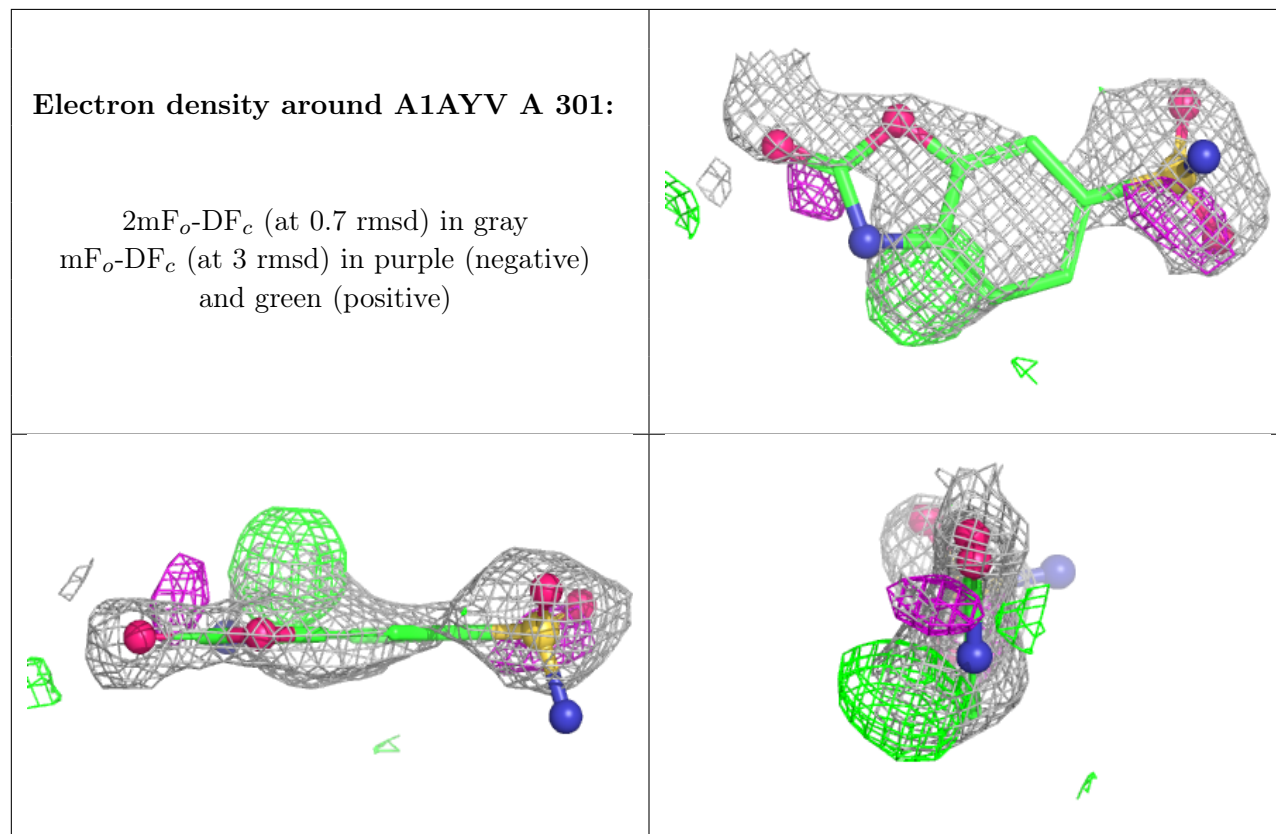 Electron density around A1AYV A 301:
2mFₒ-DF𝒸 (at 0.7 rmsd) in gray
mFₒ-DF𝒸 (at 3 rmsd) in purple (negative)
and green (positive)